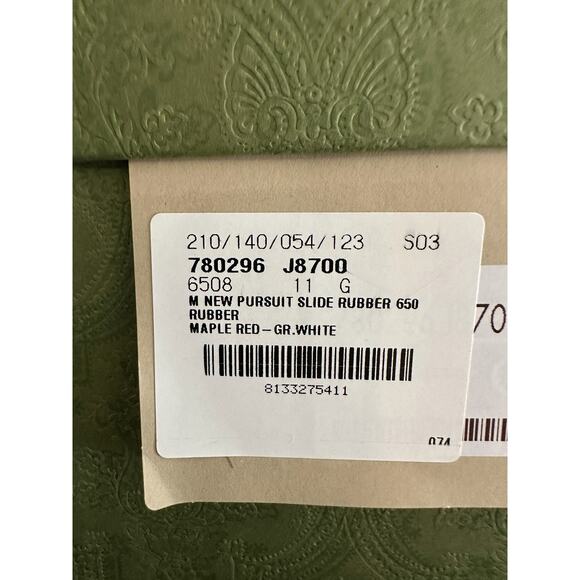 210/140/054/123 S03
780296 J8700
6508 11 G
M NEW PURSUIT SLIDE RUBBER 650
RUBBER
MAPLE RED-GR.WHITE
8133275411
074
70